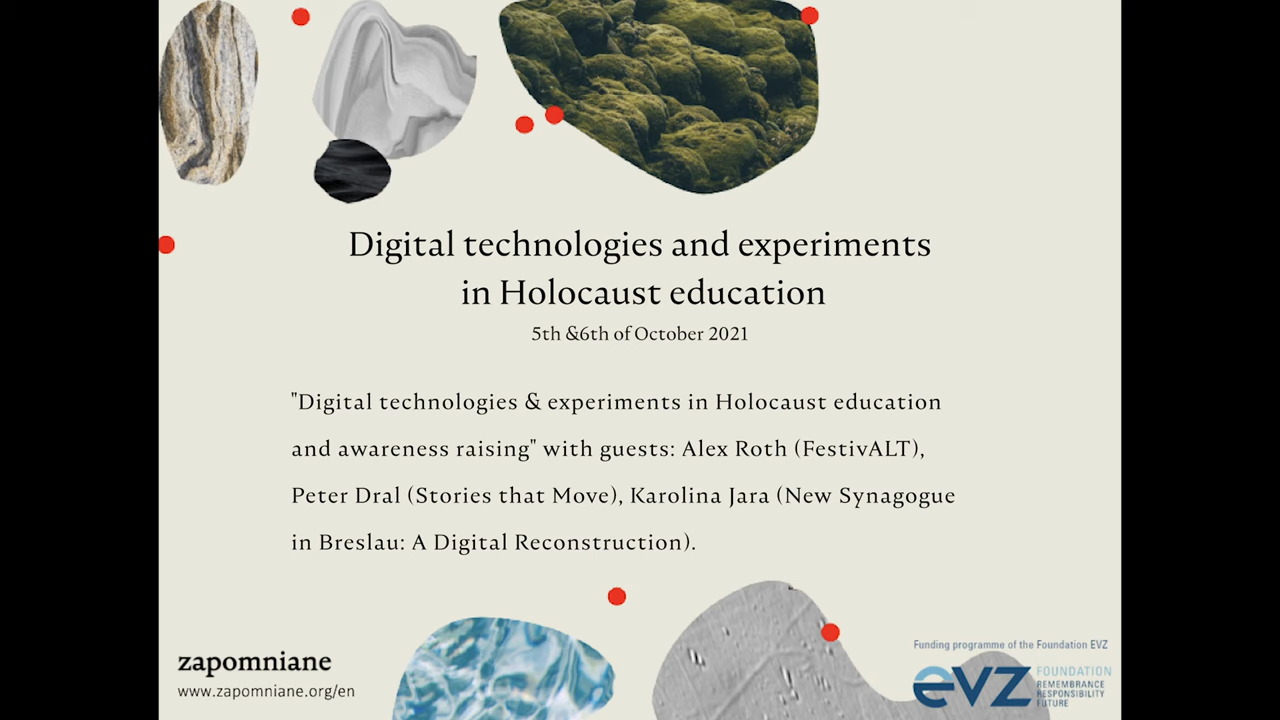 Digital technologies and experiments
in Holocaust education
5th &6th of October 2021
"Digital technologies & experiments in Holocaust education
and awareness raising" with guests: Alex Roth (FestivALT),
Peter Dral (Stories that Move), Karolina Jara (New Synagogue
in Breslau: A Digital Reconstruction).
zapomniane
www.zapomniane.org/en
Funding programme of the Foundation EVZ
eVZ
FOUNDATION
REMEMBRANCE
RESPONSIBILITY
FUTURE